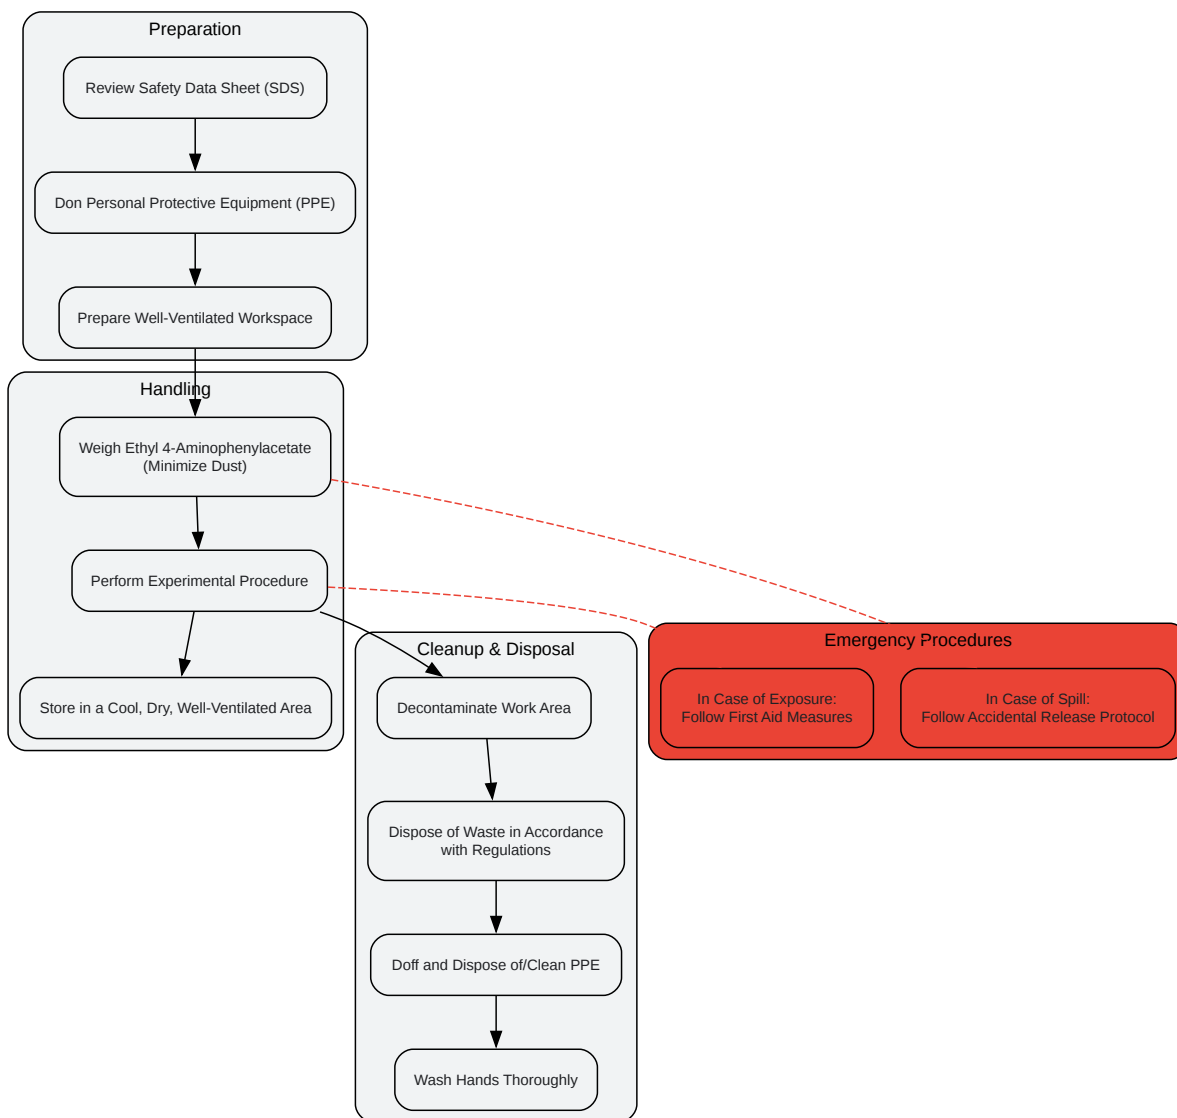 Preparation
Review Safety Data Sheet (SDS)
Don Personal Protective Equipment (PPE)
Prepare Well-Ventilated Workspace
Handling
Weigh Ethyl 4-Aminophenylacetate
(Minimize Dust)
Perform Experimental Procedure
Store in a Cool, Dry, Well-Ventilated Area
Cleanup & Disposal
Decontaminate Work Area
Dispose of Waste in Accordance
with Regulations
Doff and Dispose of/Clean PPE
Wash Hands Thoroughly
Emergency Procedures
In Case of Exposure:
Follow First Aid Measures
In Case of Spill:
Follow Accidental Release Protocol